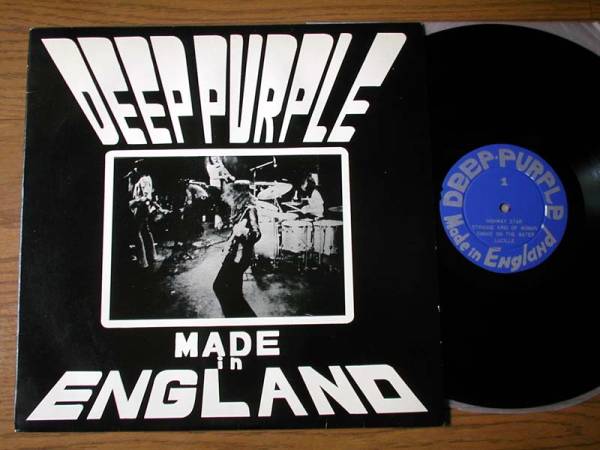 DEEP PURPLE
MADE
in
ENGLAND
DEEP·PURPLE
1
HIGHWAY STAR
STRANGE KIND OF WOMAN
SMOKE ON THE WATER
LUCILLE
Made in England